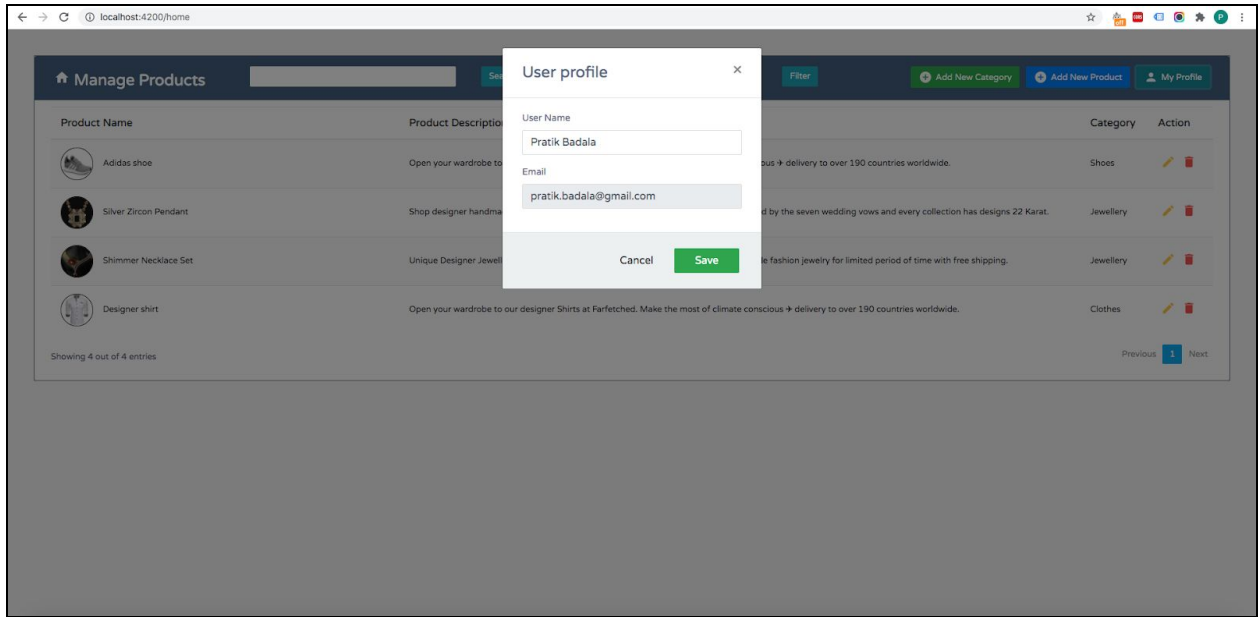 localhost:4200/home
off
P
Manage Products
Filter
Add New Category
Add New Product
My Profile
User profile
×
User Name
Pratik Badala
Email
pratik.badala@gmail.com
Cancel
Save
Product Name
Category
Action
Adidas shoe
Open your wardrobe to
✈ delivery to over 190 countries worldwide.
Shoes
Silver Zircon Pendant
Shop designer
by the seven wedding vows and every collection has designs 22 Karat.
Jewellery
Shimmer Necklace Set
Unique Designer
fashion jewelry for limited period of time with free shipping.
Jewellery
Designer shirt
Open your wardrobe to our designer Shirts at Farfetched. Make the most of climate conscious ✈ delivery to over 190 countries worldwide.
Clothes
Showing 4 out of 4 entries
Previous 1 Next